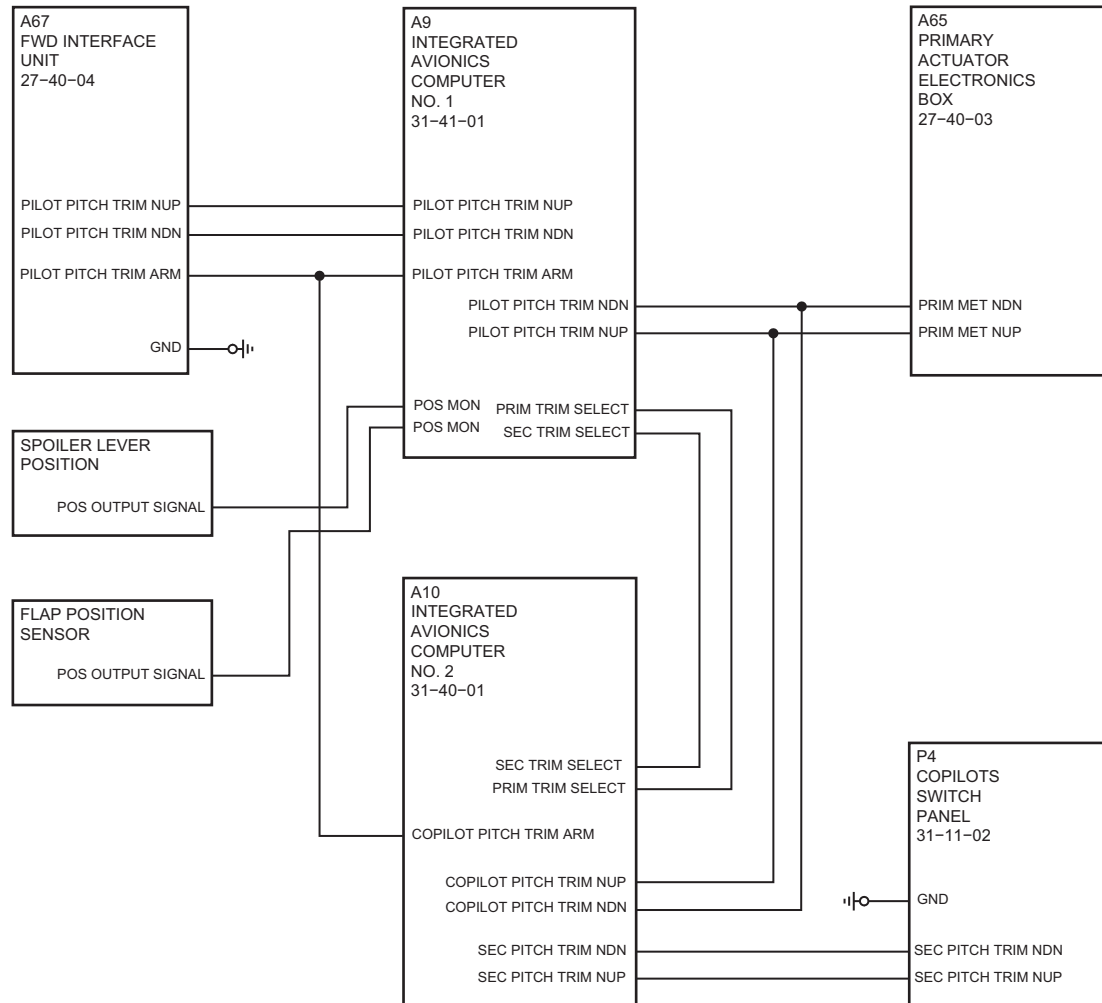 A67
FWD INTERFACE
UNIT
27−40−04
PILOT PITCH TRIM NUP
PILOT PITCH TRIM NDN
PILOT PITCH TRIM ARM
GND
A9
INTEGRATED
AVIONICS
COMPUTER
NO. 1
31−41−01
PILOT PITCH TRIM NUP
PILOT PITCH TRIM NDN
PILOT PITCH TRIM ARM
PILOT PITCH TRIM NDN
PILOT PITCH TRIM NUP
POS MON
POS MON
PRIM TRIM SELECT
SEC TRIM SELECT
A65
PRIMARY
ACTUATOR
ELECTRONICS
BOX
27−40−03
PRIM MET NDN
PRIM MET NUP
SPOILER LEVER
POSITION
POS OUTPUT SIGNAL
FLAP POSITION
SENSOR
POS OUTPUT SIGNAL
A10
INTEGRATED
AVIONICS
COMPUTER
NO. 2
31−40−01
SEC TRIM SELECT
PRIM TRIM SELECT
COPILOT PITCH TRIM ARM
COPILOT PITCH TRIM NUP
COPILOT PITCH TRIM NDN
SEC PITCH TRIM NDN
SEC PITCH TRIM NUP
P4
COPILOTS
SWITCH
PANEL
31−11−02
GND
SEC PITCH TRIM NDN
SEC PITCH TRIM NUP